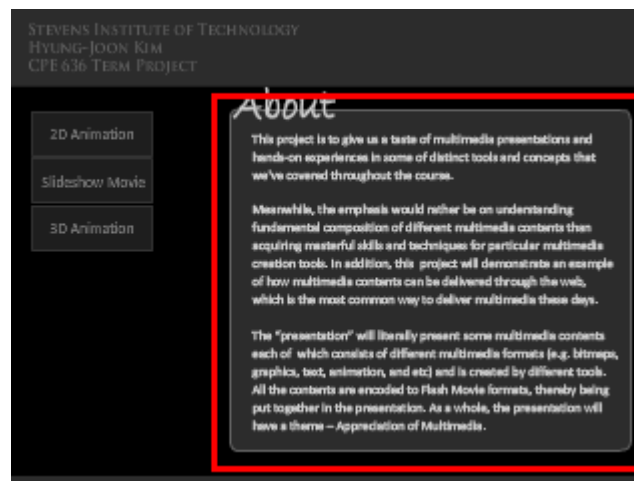 STEVENS INSTITUTE OF TECHNOLOGY
HYUNG-JOON KIM
CPE 636 TERM PROJECT
About
2D Animation
Slideshow Movie
3D Animation
This project is to give us a taste of multimedia presentations and
hands-on experiences in some of distinct tools and concepts that
we've covered throughout the course.
Meanwhile, the emphasis would rather be on understanding
fundamental composition of different multimedia contents than
acquiring masterful skills and techniques for particular multimedia
creation tools. In addition, this project will demonstrate an example
of how multimedia contents can be delivered through the web,
which is the most common way to deliver multimedia these days.
The "presentation" will literally present some multimedia contents
each of which consists of different multimedia formats (e.g. bitmaps,
graphics, text, animation, and etc) and is created by different tools.
All the contents are encoded to Flash Movie formats, thereby being
put together in the presentation. As a whole, the presentation will
have a theme – Appreciation of Multimedia.